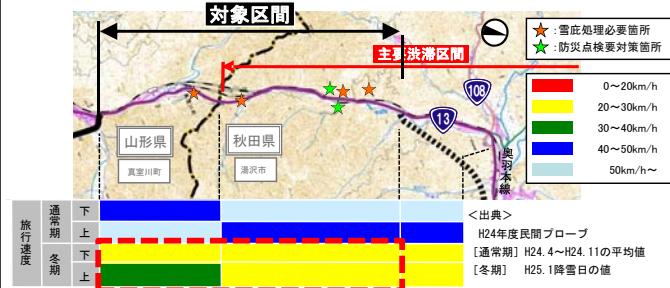 対象区間
主要渋滞区間
：雪庇処理必要箇所
：防災点検要対策箇所
108
13
0～20km/h
20～30km/h
30～40km/h
40～50km/h
50km/h～
山形県
真室川町
秋田県
湯沢市
奥羽本線
旅行速度
通常期
下
上
冬期
下
上
＜出典＞
H24年度民間プローブ
［通常期］H24.4～H24.11の平均値
［冬期］ H25.1降雪日の値